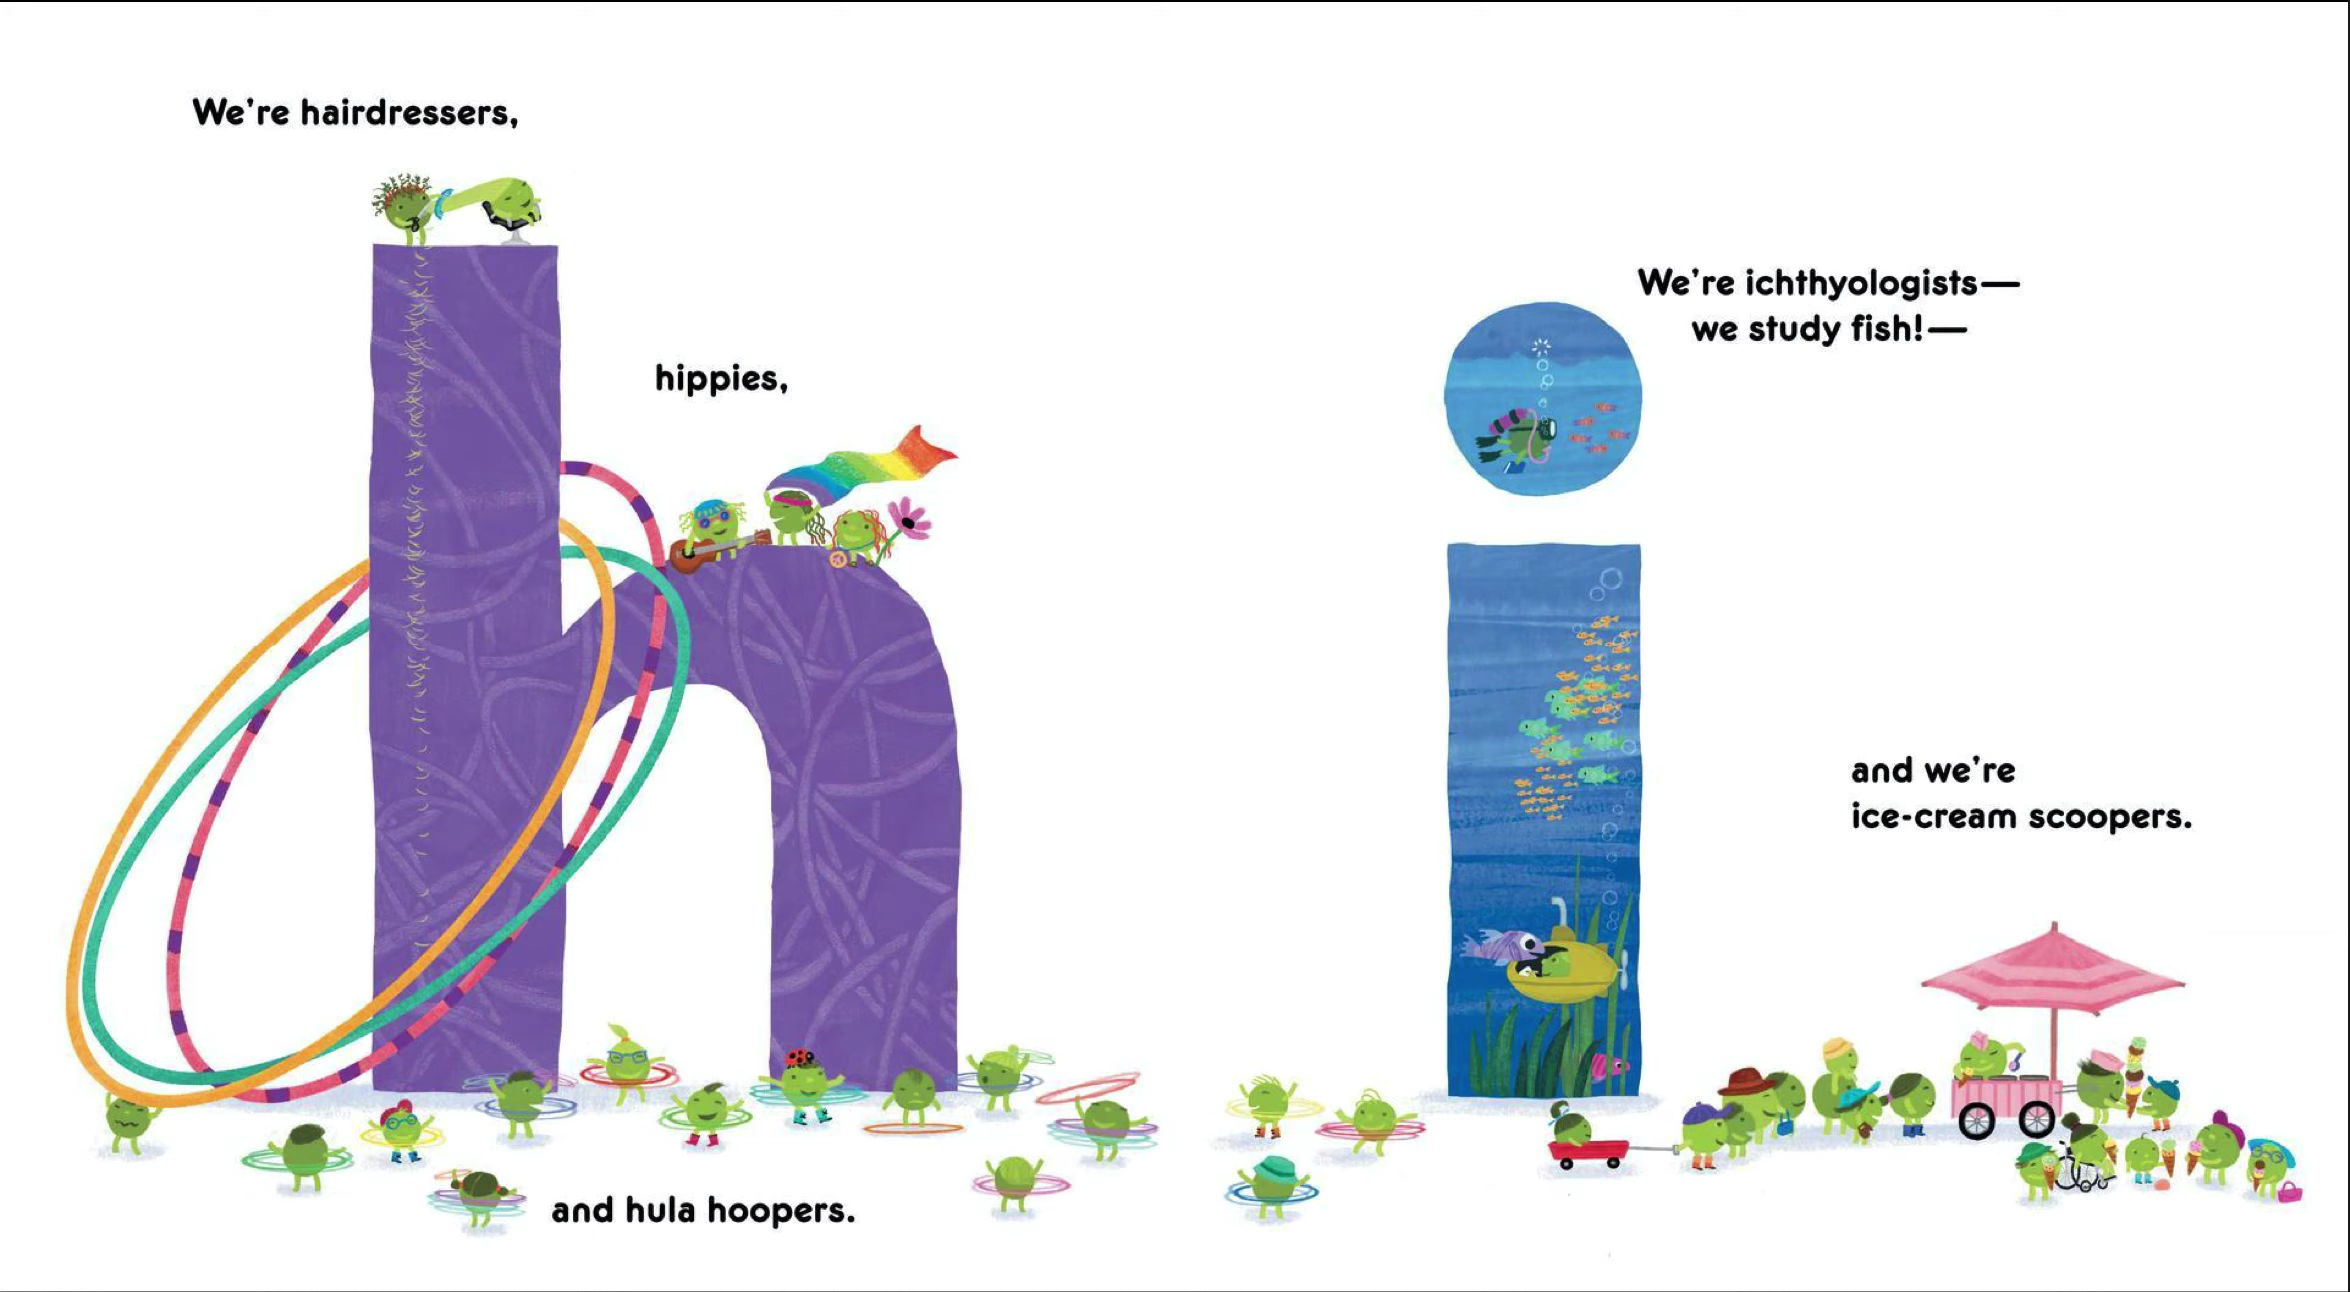 We're hairdressers,
hippies,
and hula hoopers.
We're ichthyologists—
we study fish!—
and we're
ice-cream scoopers.